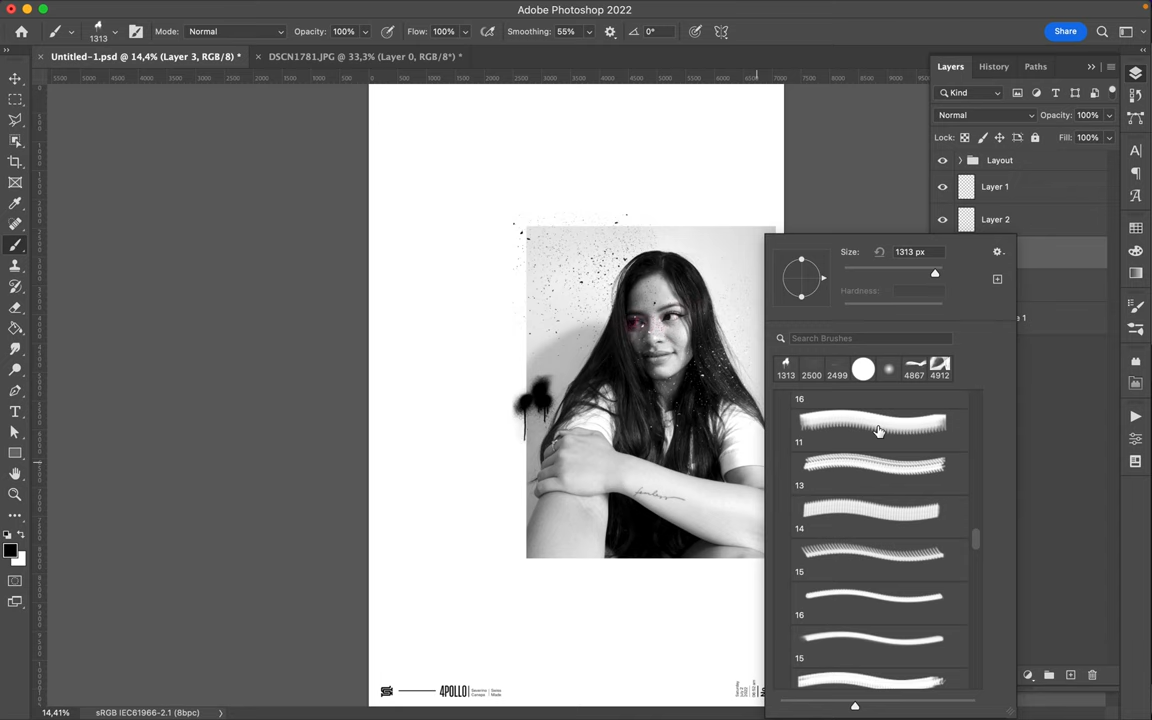 Adobe Photoshop 2022
1313 Mode: Normal Opacity: 100% Flow: 100% Smoothing: 55% 0° Share
× Untitled-1.psd @ 14,4% (Layer 3, RGB/8) * × DSCN1781.JPG @ 33,3% (Layer 0, RGB/8*) *
Layers History Paths
Kind
Normal Opacity: 100%
Lock: Fill: 100%
Layout
Layer 1
Layer 2
Size: 1313 px
Hardness:
Search Brushes
1313 2500 2499 4867 4912
16
11
13
14
15
16
15
fearless
4POLLO
14,41% sRGB IEC61966-2.1 (8bpc)